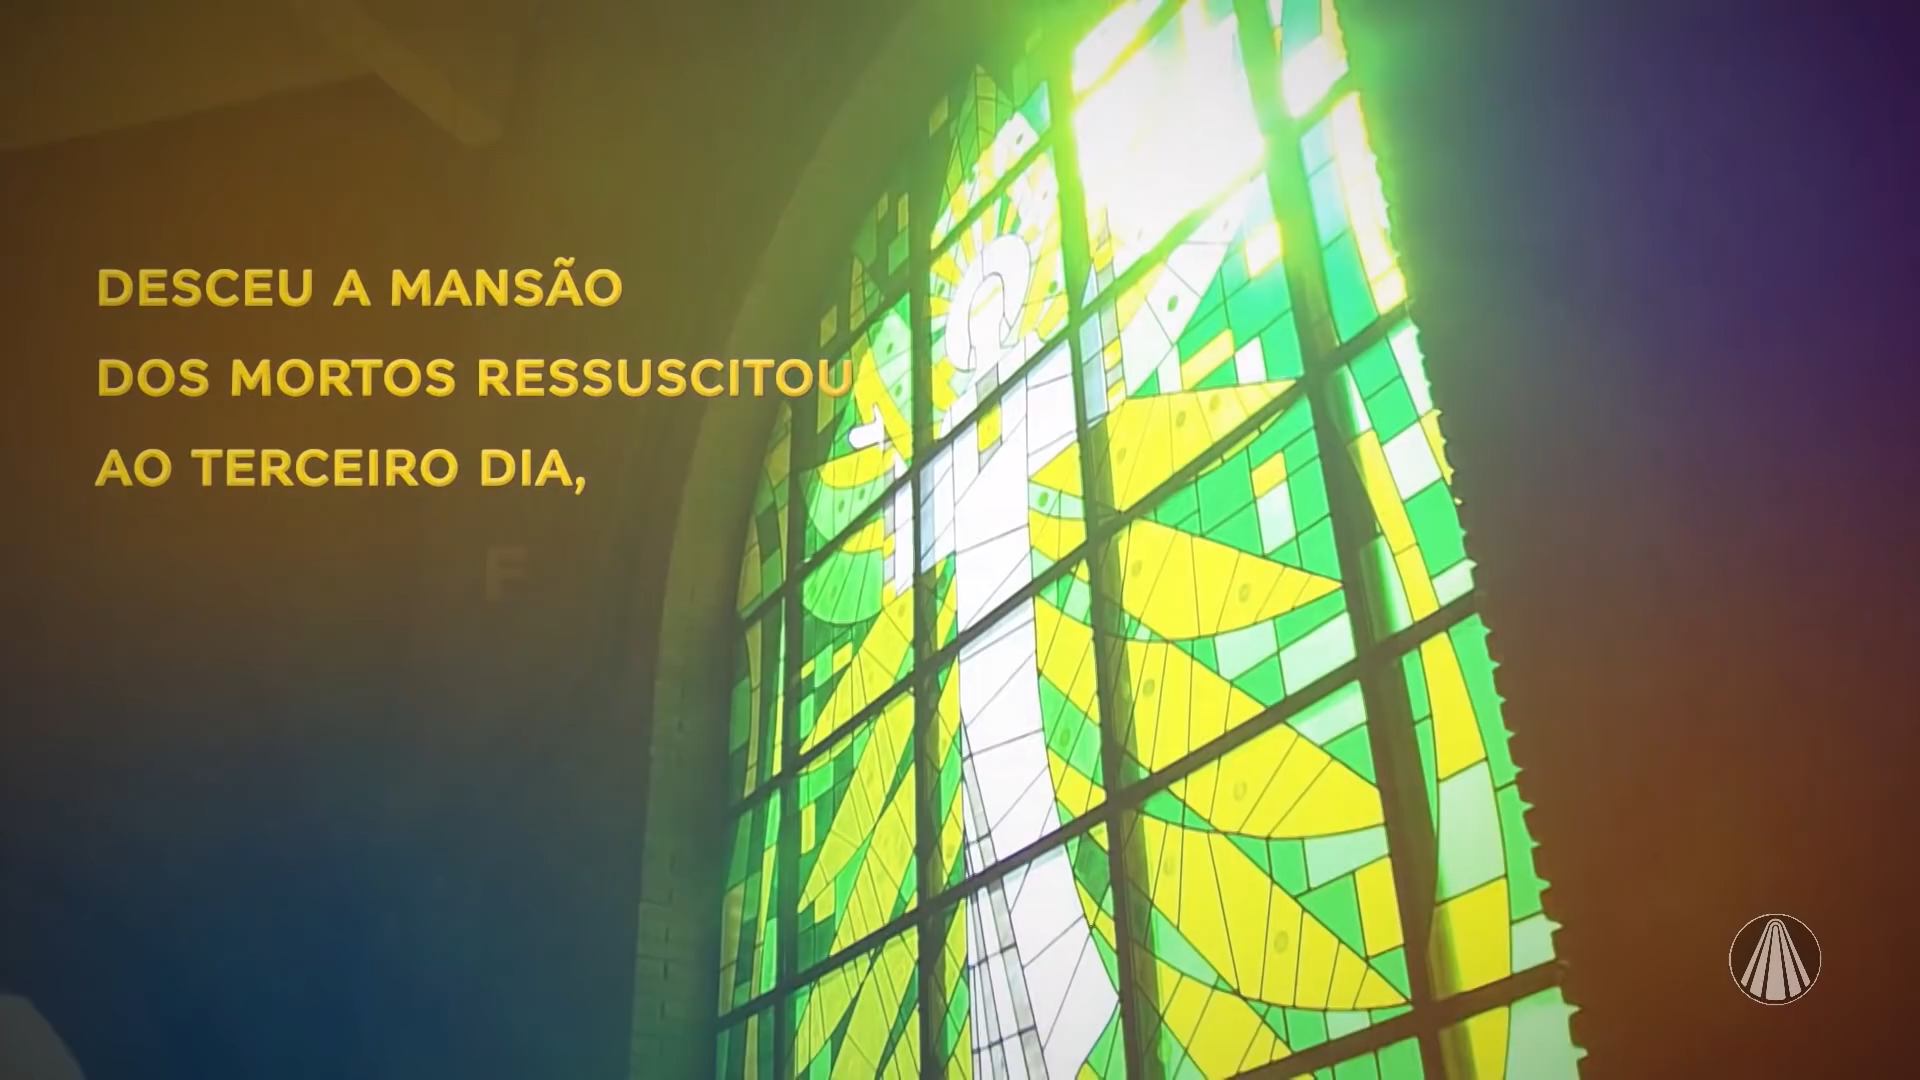 DESCEU A MANSÃO
DOS MORTOS RESSUSCITOU
AO TERCEIRO DIA,
F